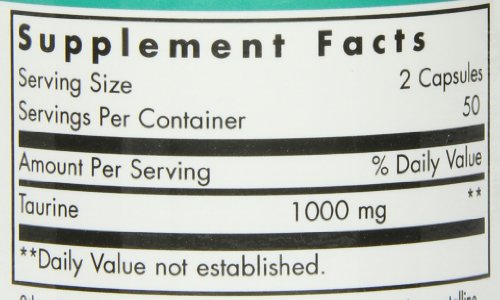 Supplement Facts
Serving Size 2 Capsules
Servings Per Container 50
Amount Per Serving % Daily Value
Taurine 1000 mg **
**Daily Value not established.